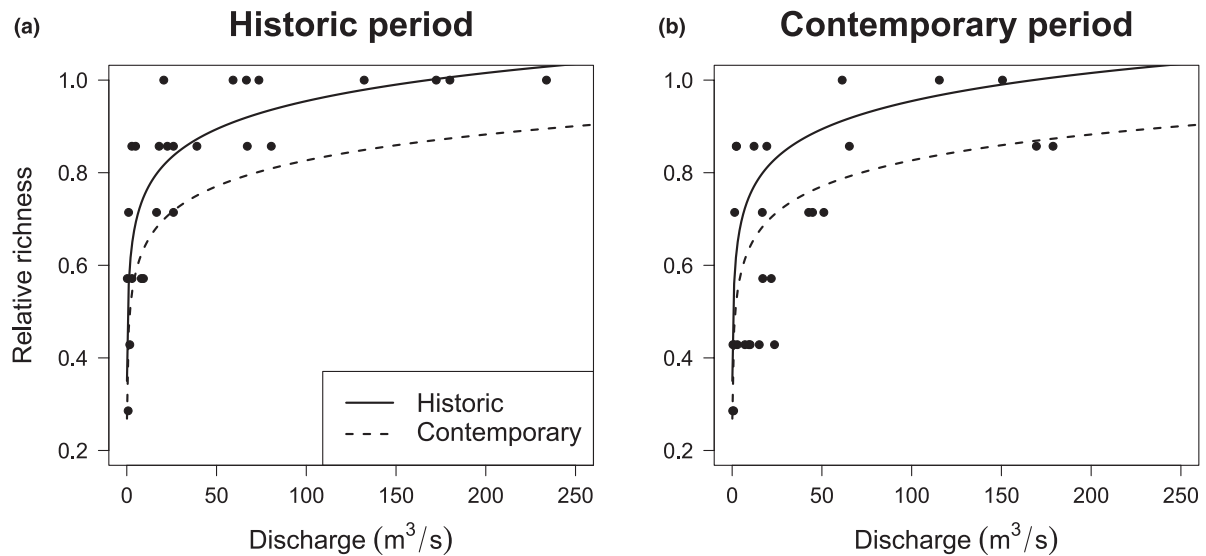 (a) Historic period
(b) Contemporary period
Relative richness
1.0
0.8
0.6
0.4
0.2
Historic
Contemporary
0 50 100 150 200 250
Discharge (m³/s)
1.0
0.8
0.6
0.4
0.2
0 50 100 150 200 250
Discharge (m³/s)